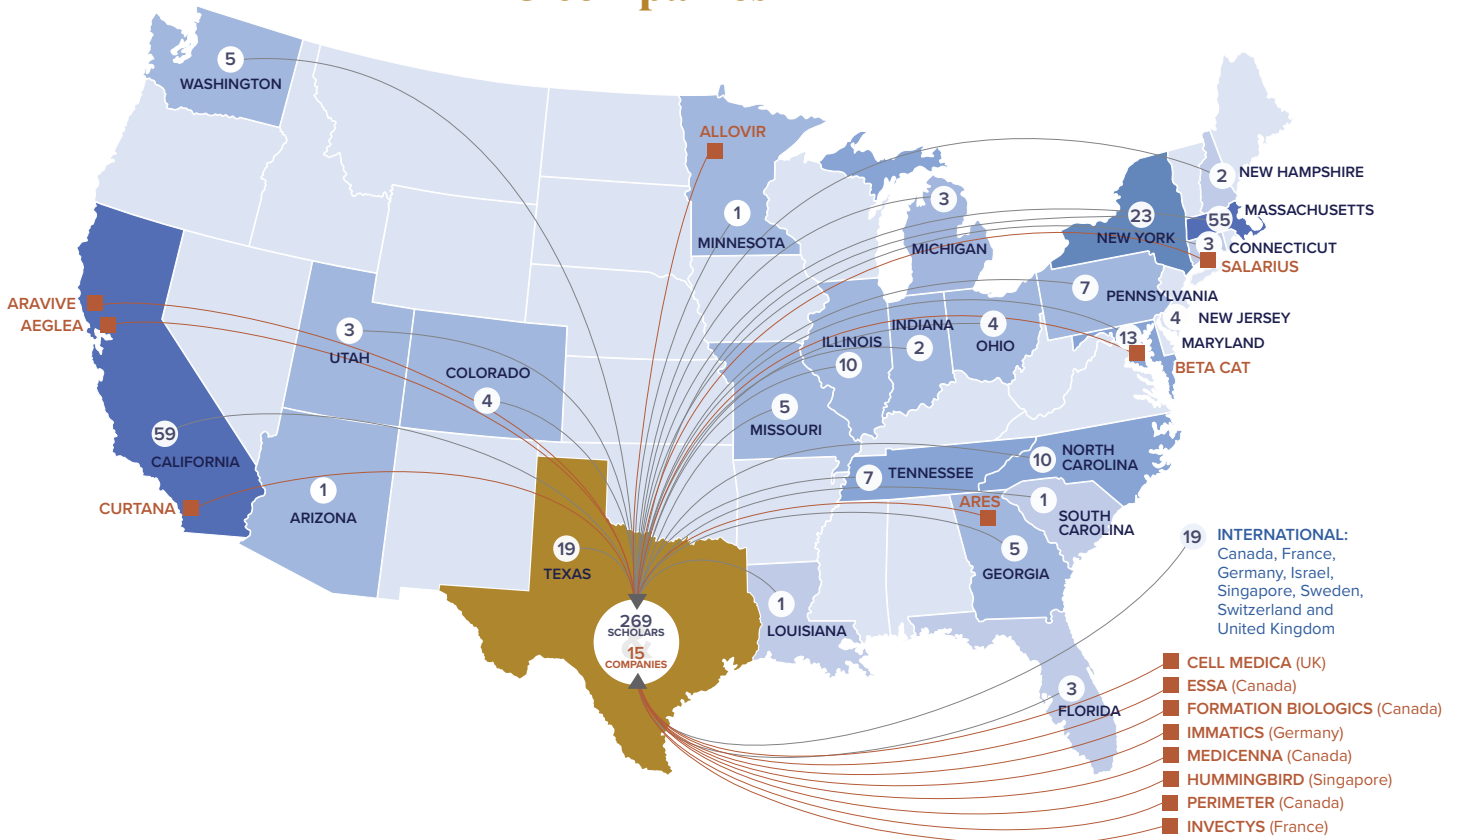 5
WASHINGTON
ALLOVIR
1
MINNESOTA
3
MICHIGAN
2 NEW HAMPSHIRE
23
NEW YORK
55 MASSACHUSETTS
3 CONNECTICUT
SALARIUS
7 PENNSYLVANIA
4 NEW JERSEY
13
MARYLAND
BETA CAT
ARAVIVE
AEGLEA
3
UTAH
COLORADO
4
ILLINOIS
10
INDIANA
2
4
OHIO
5
MISSOURI
59
CALIFORNIA
CURTANA
1
ARIZONA
7 TENNESSEE
10 NORTH
CAROLINA
ARES
1
SOUTH
CAROLINA
5
GEORGIA
19
TEXAS
1
LOUISIANA
269
SCHOLARS
&
15
COMPANIES
3
FLORIDA
19 INTERNATIONAL:
Canada, France,
Germany, Israel,
Singapore, Sweden,
Switzerland and
United Kingdom
CELL MEDICA (UK)
ESSA (Canada)
FORMATION BIOLOGICS (Canada)
IMMATICS (Germany)
MEDICENNA (Canada)
HUMMINGBIRD (Singapore)
PERIMETER (Canada)
INVECTYS (France)